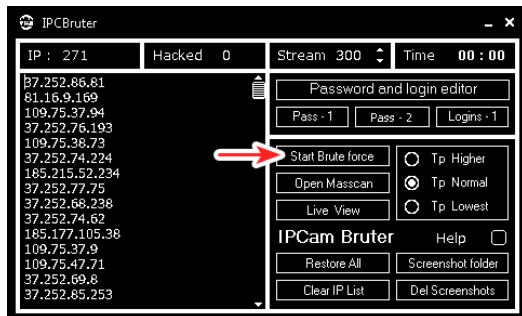 IPCBruter
IP : 271 Hacked 0 Stream 300 Time 00 : 00
37.252.86.81
81.16.9.169
109.75.37.94
37.252.76.193
109.75.38.73
37.252.74.224
185.215.52.234
37.252.77.75
37.252.68.238
37.252.74.62
185.177.105.38
109.75.37.9
109.75.47.71
37.252.69.8
37.252.85.253
Password and login editor
Pass - 1 Pass - 2 Logins - 1
Start Brute force Tp Higher
Open Masscan Tp Normal
Live View Tp Lowest
IPCam Bruter Help
Restore All Screenshot folder
Clear IP List Del Screenshots